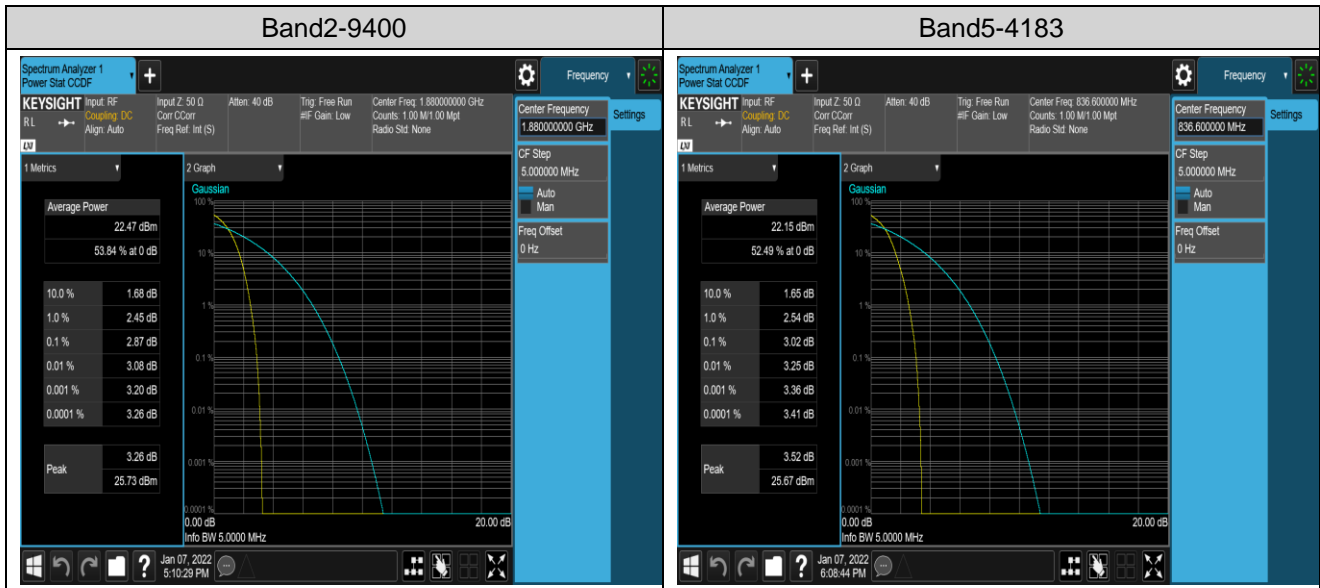 Band2-9400
Spectrum Analyzer 1
Power Stat CCDF
Frequency
KEYSIGHT
RL
Input: RF
Coupling: DC
Align: Auto
Input Z: 50 Ω
Corr CCorr
Freq Ref: Int (S)
Atten: 40 dB
Trig: Free Run
#IF Gain: Low
Center Freq: 1.880000000 GHz
Counts: 1.00 M/1.00 Mpt
Radio Std: None
Center Frequency
1.880000000 GHz
Settings
CF Step
5.000000 MHz
Auto
Man
Freq Offset
0 Hz
1 Metrics
Average Power
22.47 dBm
53.84 % at 0 dB
10.0 % 1.68 dB
1.0 % 2.45 dB
0.1 % 2.87 dB
0.01 % 3.08 dB
0.001 % 3.20 dB
0.0001 % 3.26 dB
Peak 3.26 dB
25.73 dBm
2 Graph
Gaussian
100 %
10 %
1 %
0.1 %
0.01 %
0.001 %
0.0001 %
0.00 dB 20.00 dB
Info BW 5.0000 MHz
Jan 07, 2022
5:10:29 PM
Band5-4183
Spectrum Analyzer 1
Power Stat CCDF
Frequency
KEYSIGHT
RL
Input: RF
Coupling: DC
Align: Auto
Input Z: 50 Ω
Corr CCorr
Freq Ref: Int (S)
Atten: 40 dB
Trig: Free Run
#IF Gain: Low
Center Freq: 836.600000 MHz
Counts: 1.00 M/1.00 Mpt
Radio Std: None
Center Frequency
836.600000 MHz
Settings
CF Step
5.000000 MHz
Auto
Man
Freq Offset
0 Hz
1 Metrics
Average Power
22.15 dBm
52.49 % at 0 dB
10.0 % 1.65 dB
1.0 % 2.54 dB
0.1 % 3.02 dB
0.01 % 3.25 dB
0.001 % 3.36 dB
0.0001 % 3.41 dB
Peak 3.52 dB
25.67 dBm
2 Graph
Gaussian
100 %
10 %
1 %
0.1 %
0.01 %
0.001 %
0.0001 %
0.00 dB 20.00 dB
Info BW 5.0000 MHz
Jan 07, 2022
6:08:44 PM